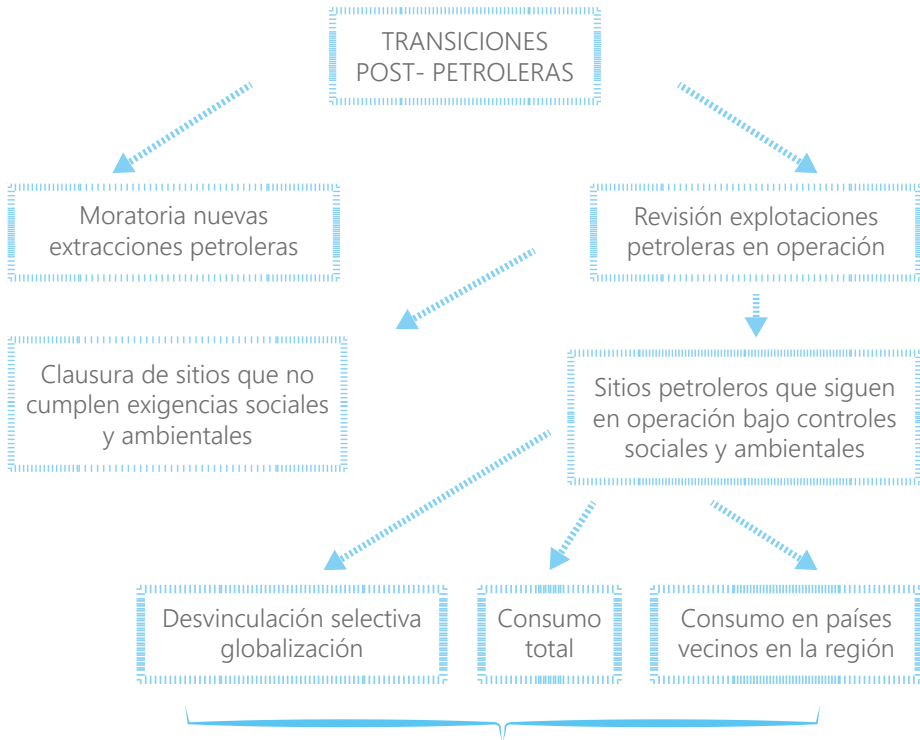 TRANSICIONES
POST- PETROLERAS
Moratoria nuevas
extracciones petroleras
Revisión explotaciones
petroleras en operación
Clausura de sitios que no
cumplen exigencias sociales
y ambientales
Sitios petroleros que siguen
en operación bajo controles
sociales y ambientales
Desvinculación selectiva
globalización
Consumo
total
Consumo en países
vecinos en la región